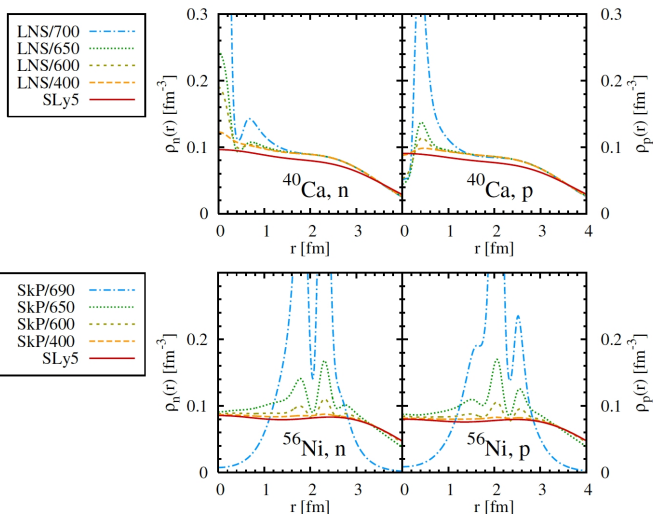 LNS/700
LNS/650
LNS/600
LNS/400
SLy5
0.3
0.2
0.1
0
ρn(r) [fm-3]
40Ca, n
0 1 2 3
r [fm]
40Ca, p
0 1 2 3 4
r [fm]
0.3
0.2
0.1
0
ρp(r) [fm-3]
SkP/690
SkP/650
SkP/600
SkP/400
SLy5
0.2
0.1
0
ρn(r) [fm-3]
56Ni, n
0 1 2 3
r [fm]
56Ni, p
0 1 2 3 4
r [fm]
0.2
0.1
0
ρp(r) [fm-3]